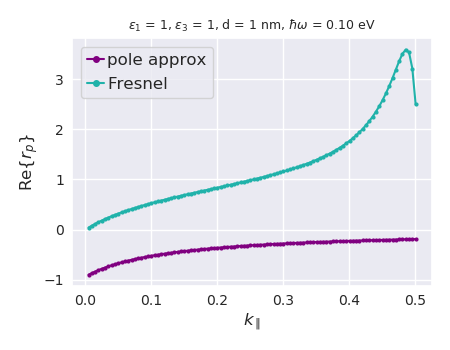 ε₁ = 1, ε₃ = 1, d = 1 nm, ℏω = 0.10 eV
pole approx
Fresnel
Re{rₚ}
3
2
1
0
−1
0.0 0.1 0.2 0.3 0.4 0.5
k∥